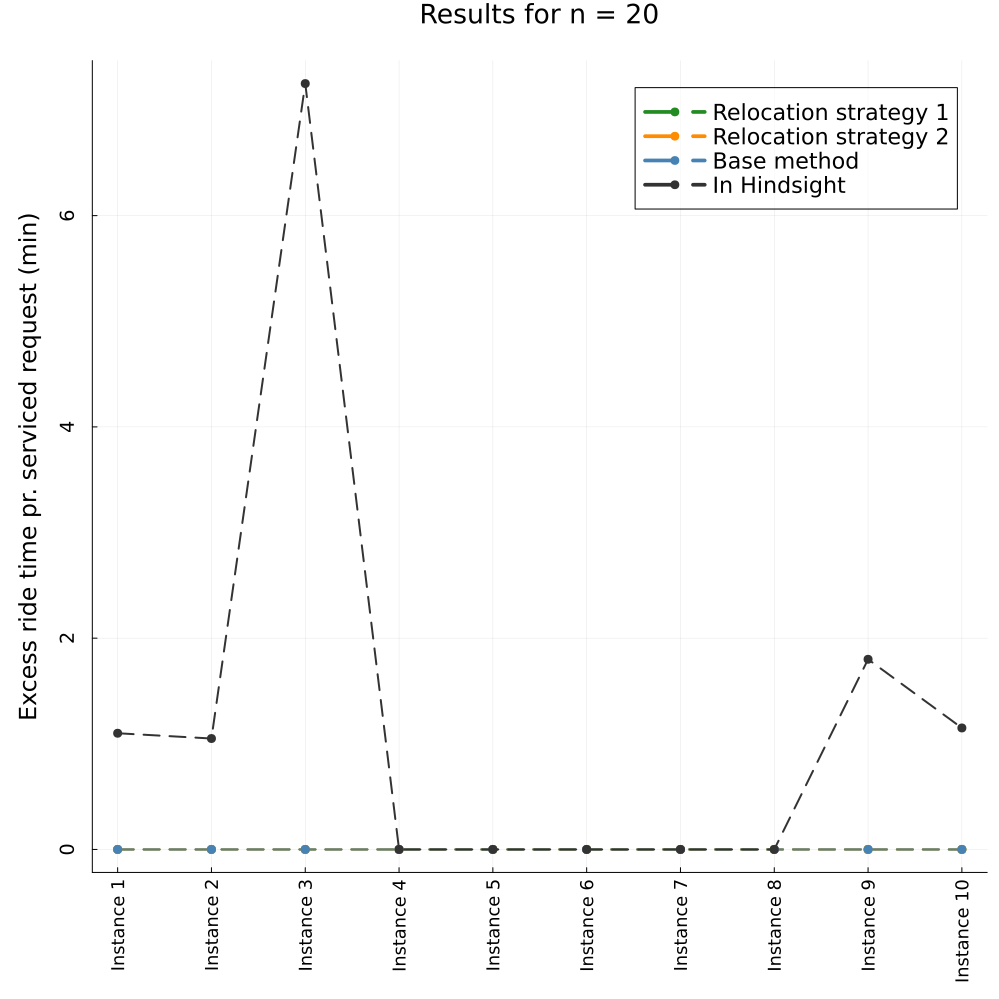 Results for n = 20
Relocation strategy 1
Relocation strategy 2
Base method
In Hindsight
Excess ride time pr. serviced request (min)
6
4
2
0
Instance 1
Instance 2
Instance 3
Instance 4
Instance 5
Instance 6
Instance 7
Instance 8
Instance 9
Instance 10